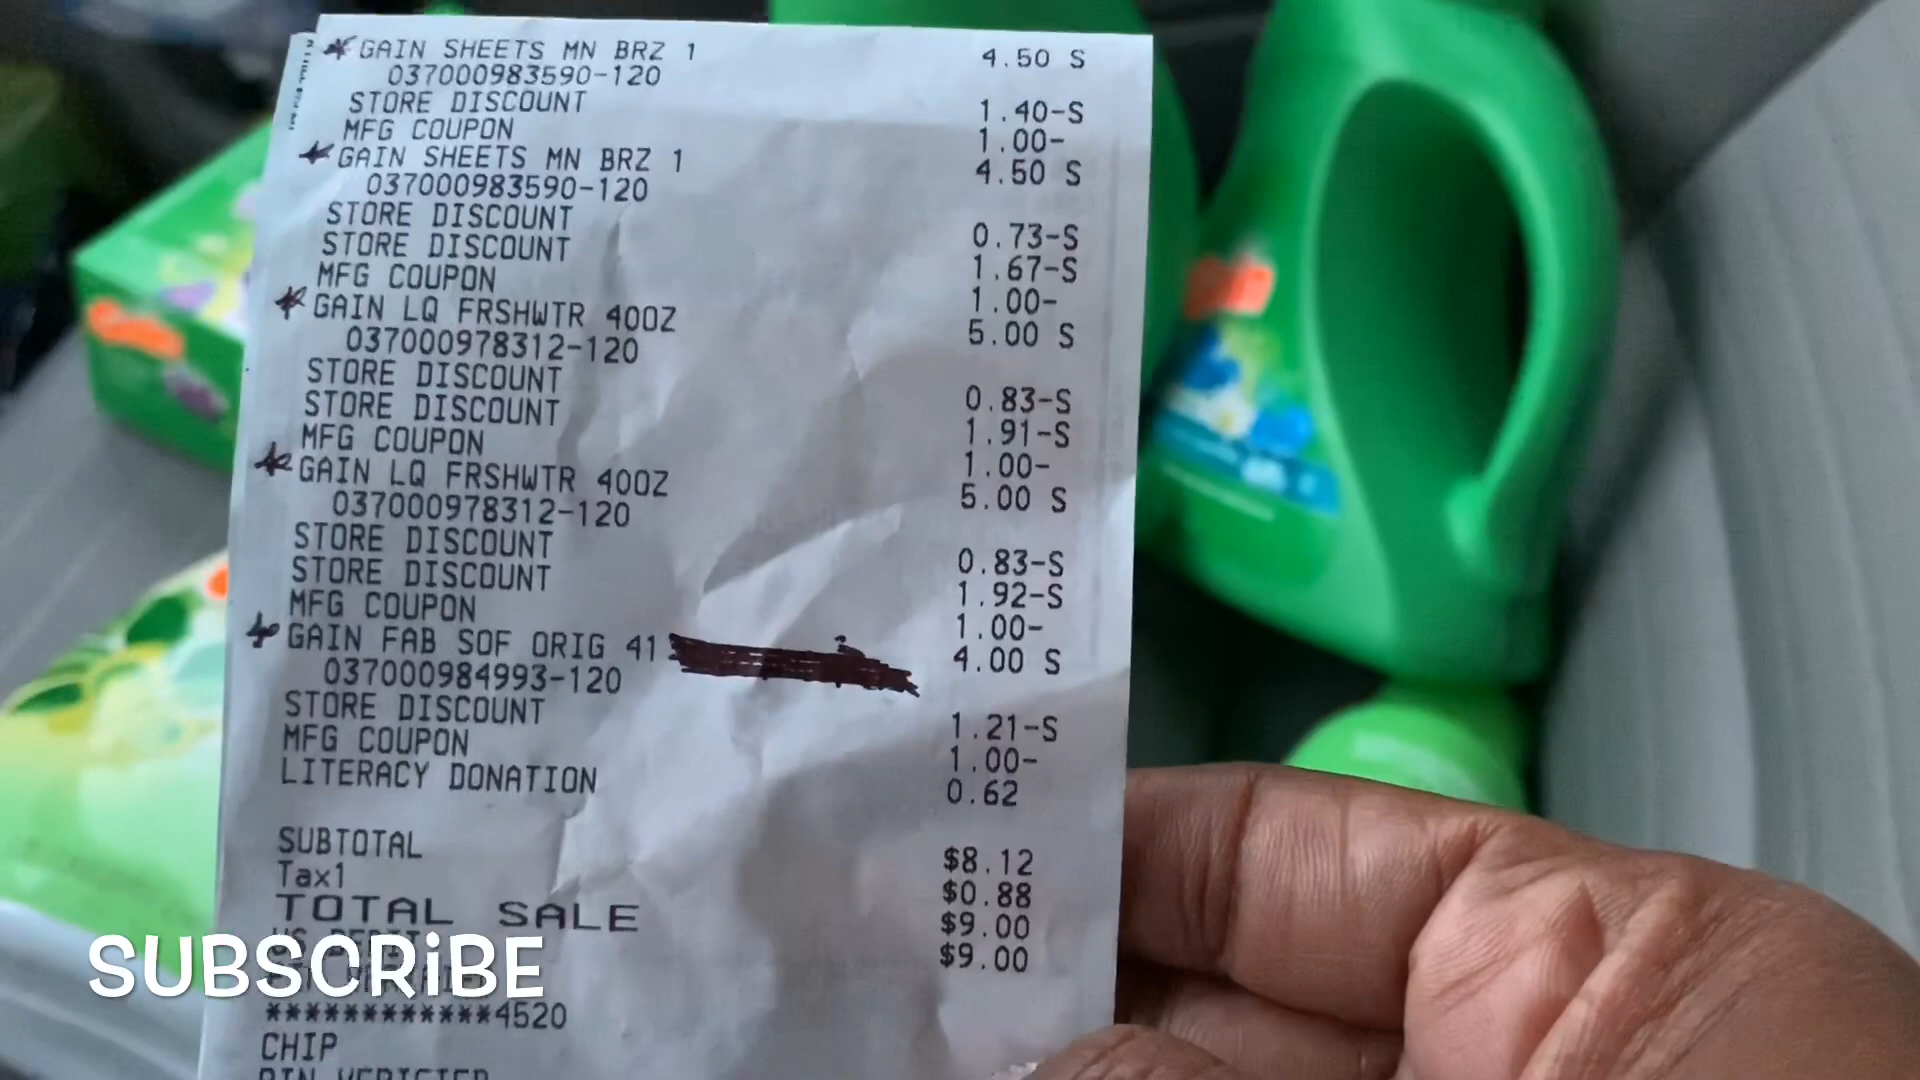 GAIN SHEETS MN BRZ 1 4.50 S
037000983590-120
STORE DISCOUNT 1.40-S
MFG COUPON 1.00-
GAIN SHEETS MN BRZ 1 4.50 S
037000983590-120
STORE DISCOUNT 0.73-S
STORE DISCOUNT 1.67-S
MFG COUPON 1.00-
GAIN LQ FRSHWTR 40OZ 5.00 S
037000978312-120
STORE DISCOUNT 0.83-S
STORE DISCOUNT 1.91-S
MFG COUPON 1.00-
GAIN LQ FRSHWTR 40OZ 5.00 S
037000978312-120
STORE DISCOUNT 0.83-S
STORE DISCOUNT 1.92-S
MFG COUPON 1.00-
GAIN FAB SOF ORIG 41 4.00 S
037000984993-120
STORE DISCOUNT 1.21-S
MFG COUPON 1.00-
LITERACY DONATION 0.62
SUBTOTAL $8.12
Tax1 $0.88
TOTAL SALE $9.00
US DEBIT $9.00
SUBSCRiBE
************4520
CHIP
PIN VERIFIED